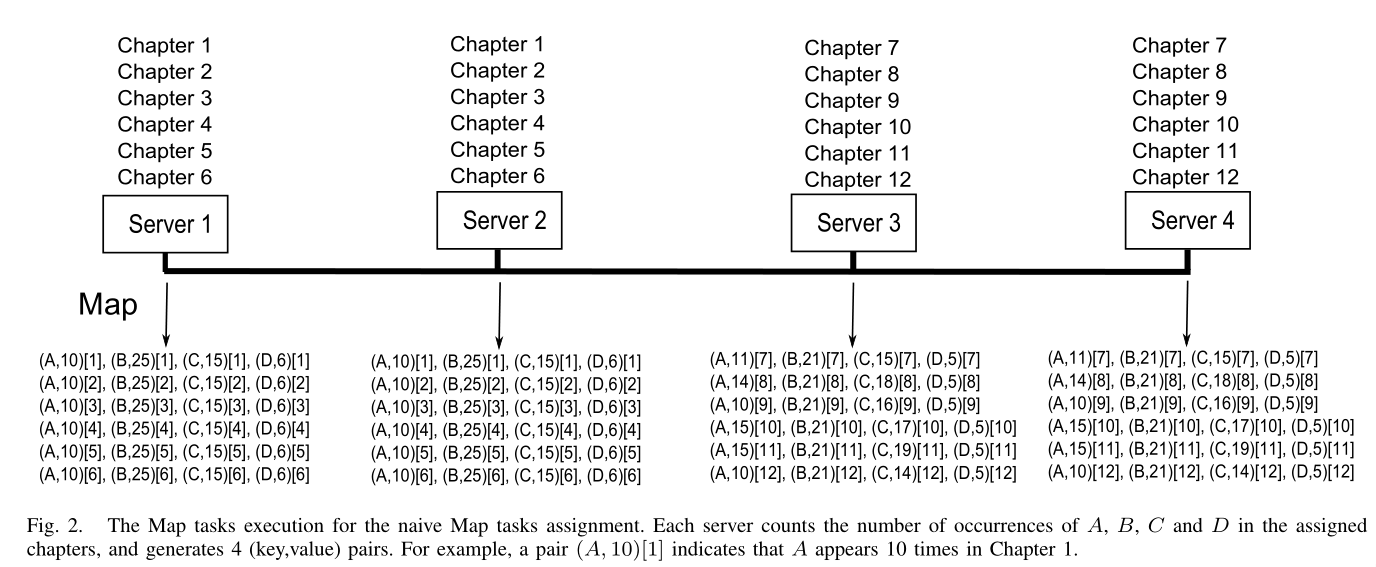 Chapter 1
Chapter 2
Chapter 3
Chapter 4
Chapter 5
Chapter 6
Server 1
Chapter 1
Chapter 2
Chapter 3
Chapter 4
Chapter 5
Chapter 6
Server 2
Chapter 7
Chapter 8
Chapter 9
Chapter 10
Chapter 11
Chapter 12
Server 3
Chapter 7
Chapter 8
Chapter 9
Chapter 10
Chapter 11
Chapter 12
Server 4
Map
(A,10)[1], (B,25)[1], (C,15)[1], (D,6)[1]
(A,10)[2], (B,25)[2], (C,15)[2], (D,6)[2]
(A,10)[3], (B,25)[3], (C,15)[3], (D,6)[3]
(A,10)[4], (B,25)[4], (C,15)[4], (D,6)[4]
(A,10)[5], (B,25)[5], (C,15)[5], (D,6)[5]
(A,10)[6], (B,25)[6], (C,15)[6], (D,6)[6]
(A,10)[1], (B,25)[1], (C,15)[1], (D,6)[1]
(A,10)[2], (B,25)[2], (C,15)[2], (D,6)[2]
(A,10)[3], (B,25)[3], (C,15)[3], (D,6)[3]
(A,10)[4], (B,25)[4], (C,15)[4], (D,6)[4]
(A,10)[5], (B,25)[5], (C,15)[5], (D,6)[5]
(A,10)[6], (B,25)[6], (C,15)[6], (D,6)[6]
(A,11)[7], (B,21)[7], (C,15)[7], (D,5)[7]
(A,14)[8], (B,21)[8], (C,18)[8], (D,5)[8]
(A,10)[9], (B,21)[9], (C,16)[9], (D,5)[9]
(A,15)[10], (B,21)[10], (C,17)[10], (D,5)[10]
(A,15)[11], (B,21)[11], (C,19)[11], (D,5)[11]
(A,10)[12], (B,21)[12], (C,14)[12], (D,5)[12]
(A,11)[7], (B,21)[7], (C,15)[7], (D,5)[7]
(A,14)[8], (B,21)[8], (C,18)[8], (D,5)[8]
(A,10)[9], (B,21)[9], (C,16)[9], (D,5)[9]
(A,15)[10], (B,21)[10], (C,17)[10], (D,5)[10]
(A,15)[11], (B,21)[11], (C,19)[11], (D,5)[11]
(A,10)[12], (B,21)[12], (C,14)[12], (D,5)[12]
Fig. 2. The Map tasks execution for the naive Map tasks assignment. Each server counts the number of occurrences of A, B, C and D in the assigned
chapters, and generates 4 (key,value) pairs. For example, a pair (A, 10)[1] indicates that A appears 10 times in Chapter 1.